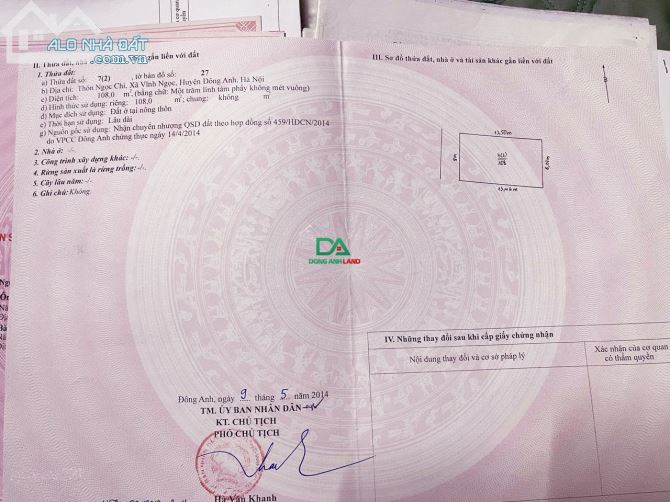 ALO NHÀ ĐẤT
.com.vn
II. Thửa đất, nhà gắn liền với đất
1. Thửa đất:
a) Thửa đất số: 7(2) , tờ bản đồ số: 27
b) Địa chỉ: Thôn Ngọc Chi, Xã Vĩnh Ngọc, Huyện Đông Anh, Hà Nội
c) Diện tích: 108,0 m², (bằng chữ: Một trăm linh tám phảy không mét vuông)
d) Hình thức sử dụng: riêng: 108,0 m²; chung: không m²
đ) Mục đích sử dụng: Đất ở tại nông thôn
e) Thời hạn sử dụng: Lâu dài
g) Nguồn gốc sử dụng: Nhận chuyển nhượng QSD đất theo hợp đồng số 459/HĐCN/2014
do VPCC Đông Anh chứng thực ngày 14/4/2014
2. Nhà ở: -/-
3. Công trình xây dựng khác: -/-
4. Rừng sản xuất là rừng trồng: -/-
5. Cây lâu năm: -/-
6. Ghi chú: Không.
III. Sơ đồ thửa đất, nhà ở và tài sản khác gắn liền với đất
DA
DONG ANH LAND
IV. Những thay đổi sau khi cấp giấy chứng nhận
Nội dung thay đổi và cơ sở pháp lý
Xác nhận của cơ quan
có thẩm quyền
Đông Anh, ngày 9 tháng 5 năm 2014
TM. ỦY BAN NHÂN DÂN
KT. CHỦ TỊCH
PHÓ CHỦ TỊCH
Hà Văn Khanh